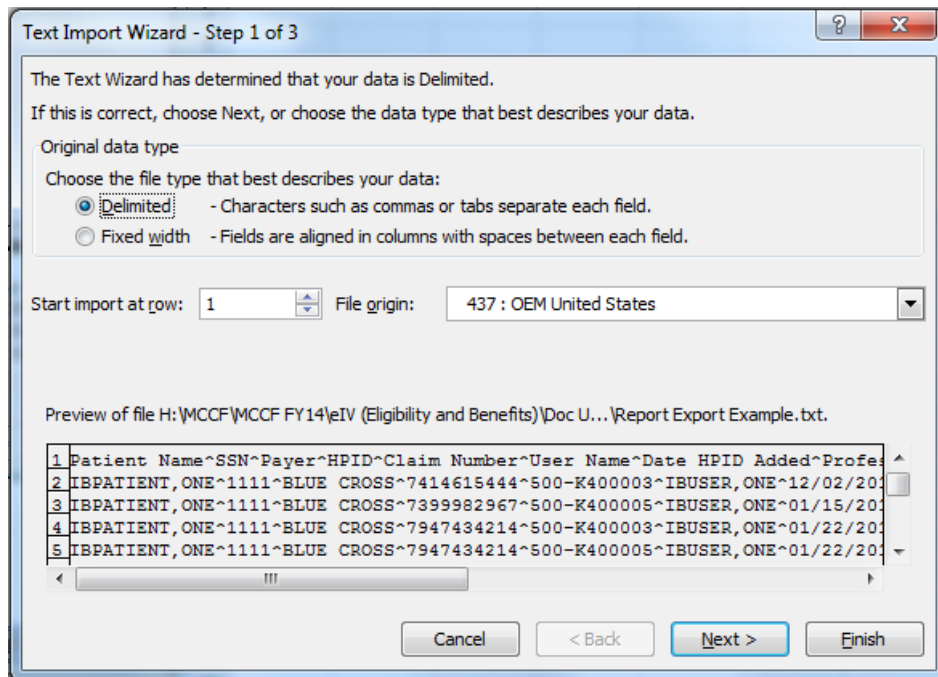 Text Import Wizard - Step 1 of 3
The Text Wizard has determined that your data is Delimited.
If this is correct, choose Next, or choose the data type that best describes your data.
Original data type
Choose the file type that best describes your data:
Delimited - Characters such as commas or tabs separate each field.
Fixed width - Fields are aligned in columns with spaces between each field.
Start import at row: 1 File origin: 437 : OEM United States
Preview of file H:\MCCF\MCCF FY14\eIV (Eligibility and Benefits)\Doc U...\Report Export Example.txt.
1 Patient Name^SSN^Payer^HPID^Claim Number^User Name^Date HPID Added^Profes
2 IBPATIENT,ONE^1111^BLUE CROSS^7414615444^500-K400003^IBUSER,ONE^12/02/201
3 IBPATIENT,ONE^1111^BLUE CROSS^7399982967^500-K400005^IBUSER,ONE^01/15/201
4 IBPATIENT,ONE^1111^BLUE CROSS^7947434214^500-K400003^IBUSER,ONE^01/22/201
5 IBPATIENT,ONE^1111^BLUE CROSS^7947434214^500-K400005^IBUSER,ONE^01/22/201
Cancel < Back Next > Finish